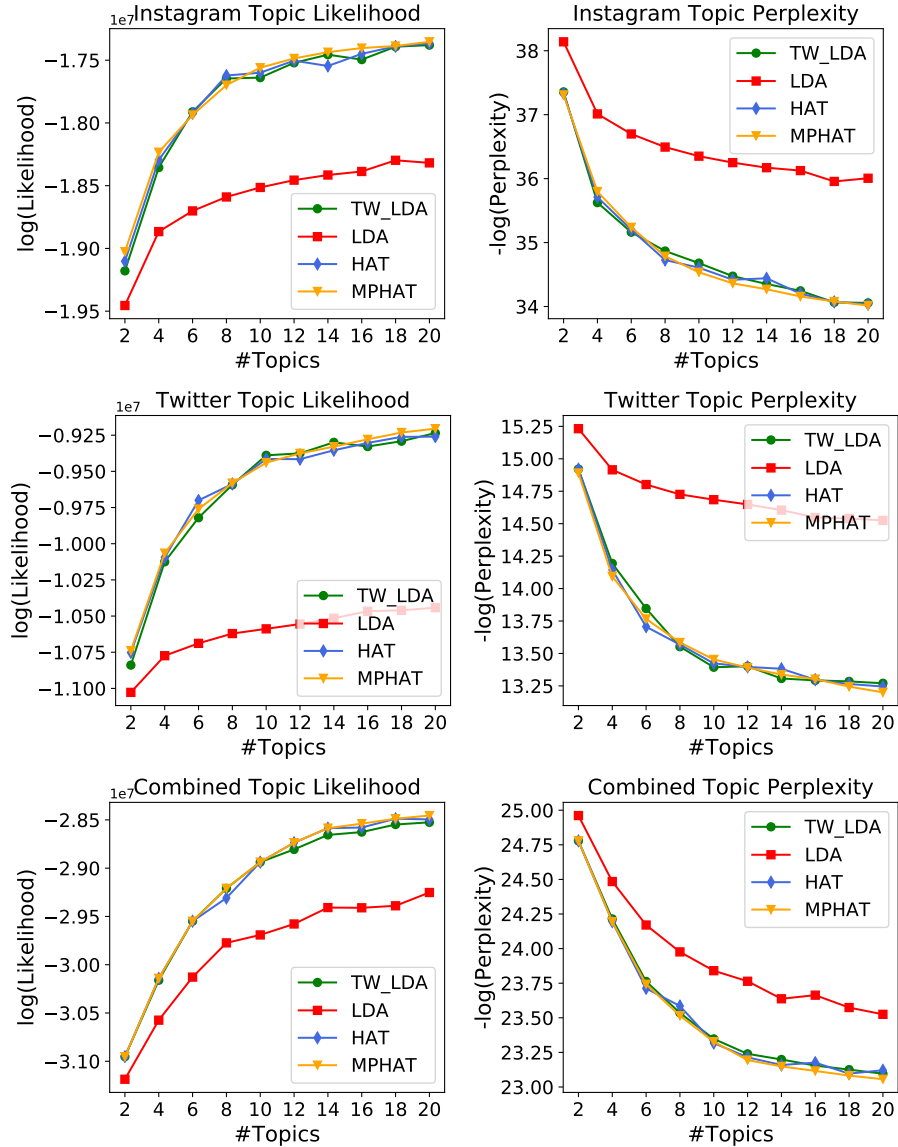 Instagram Topic Likelihood
1e7
log(Likelihood)
−1.75
−1.80
−1.85
−1.90
−1.95
TW_LDA
LDA
HAT
MPHAT
2 4 6 8 10 12 14 16 18 20
#Topics
Instagram Topic Perplexity
-log(Perplexity)
38
37
36
35
34
TW_LDA
LDA
HAT
MPHAT
2 4 6 8 10 12 14 16 18 20
#Topics
Twitter Topic Likelihood
1e7
log(Likelihood)
−0.925
−0.950
−0.975
−1.000
−1.025
−1.050
−1.075
−1.100
TW_LDA
LDA
HAT
MPHAT
2 4 6 8 10 12 14 16 18 20
#Topics
Twitter Topic Perplexity
-log(Perplexity)
15.25
15.00
14.75
14.50
14.25
14.00
13.75
13.50
13.25
TW_LDA
LDA
HAT
MPHAT
2 4 6 8 10 12 14 16 18 20
#Topics
Combined Topic Likelihood
1e7
log(Likelihood)
−2.85
−2.90
−2.95
−3.00
−3.05
−3.10
TW_LDA
LDA
HAT
MPHAT
2 4 6 8 10 12 14 16 18 20
#Topics
Combined Topic Perplexity
-log(Perplexity)
25.00
24.75
24.50
24.25
24.00
23.75
23.50
23.25
23.00
TW_LDA
LDA
HAT
MPHAT
2 4 6 8 10 12 14 16 18 20
#Topics